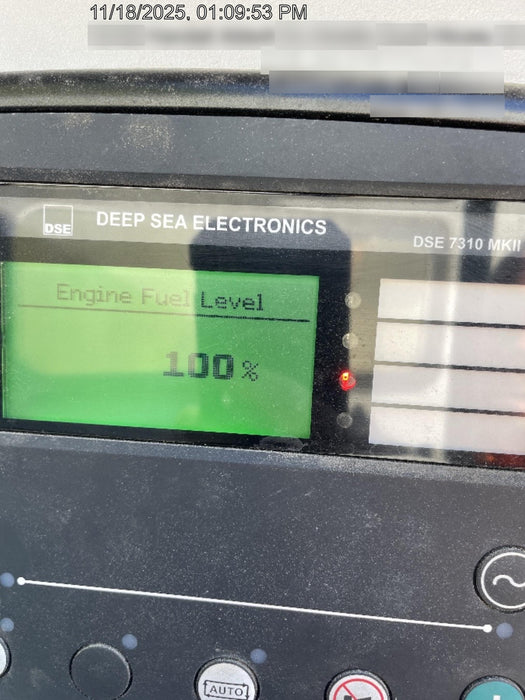 11/18/2025, 01:09:53 PM
DSE
DEEP SEA ELECTRONICS
DSE 7310 MKII
Engine Fuel Level
100 %
AUTO